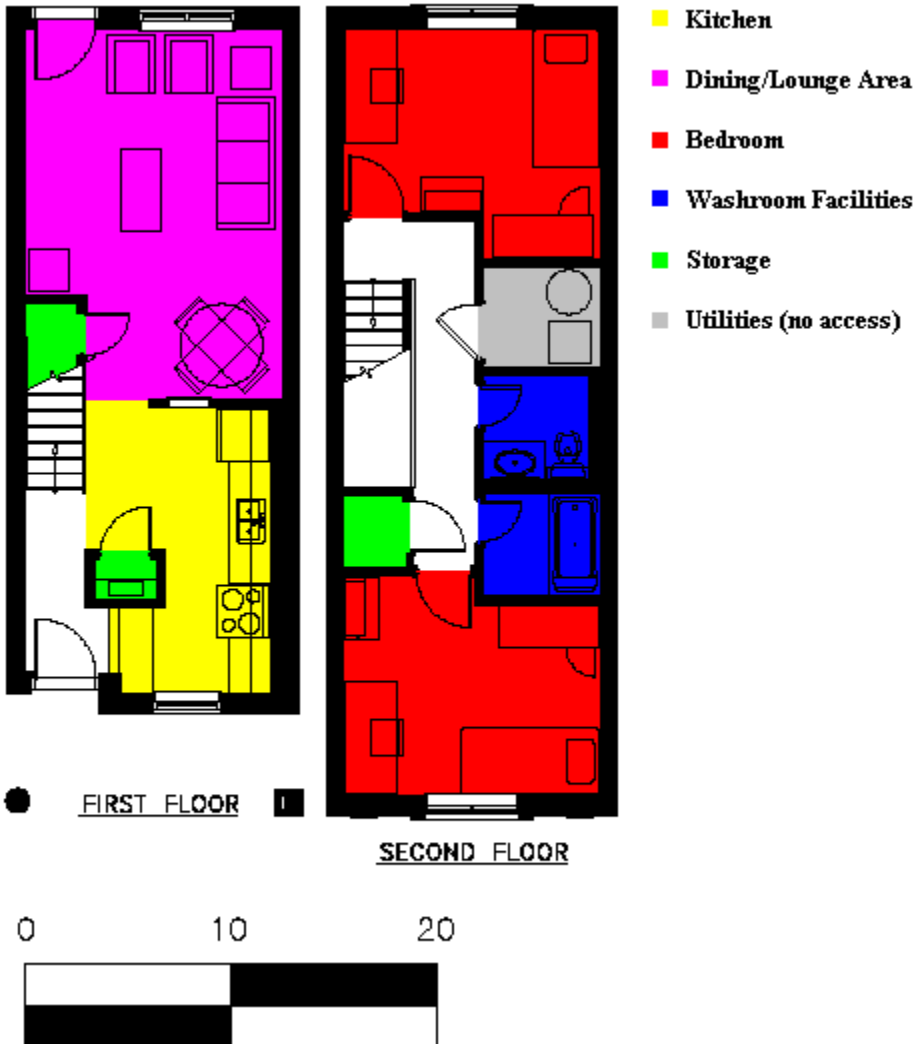 Kitchen
Dining/Lounge Area
Bedroom
Washroom Facilities
Storage
Utilities (no access)
FIRST FLOOR
SECOND FLOOR
0 10 20